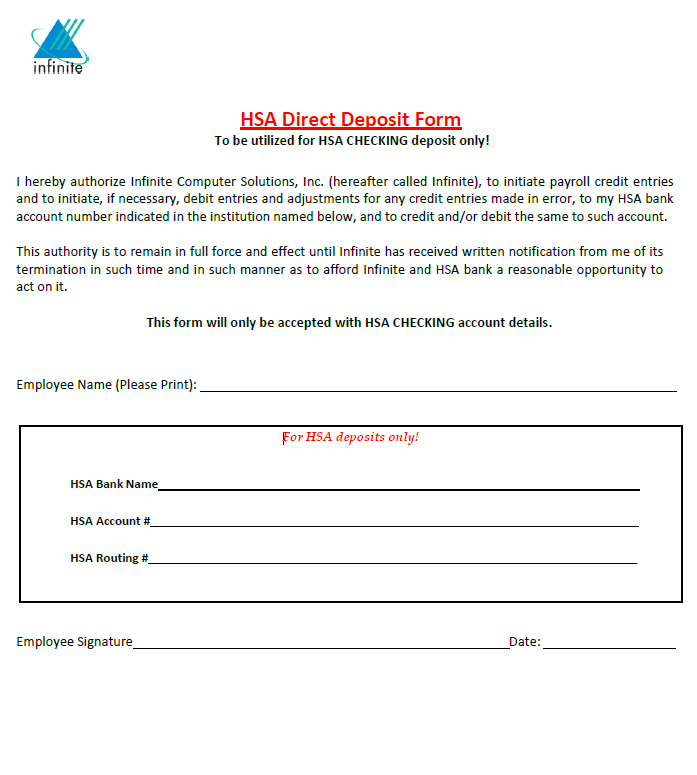 infinite
HSA Direct Deposit Form
To be utilized for HSA CHECKING deposit only!
I hereby authorize Infinite Computer Solutions, Inc. (hereafter called Infinite), to initiate payroll credit entries
and to initiate, if necessary, debit entries and adjustments for any credit entries made in error, to my HSA bank
account number indicated in the institution named below, and to credit and/or debit the same to such account.
This authority is to remain in full force and effect until Infinite has received written notification from me of its
termination in such time and in such manner as to afford Infinite and HSA bank a reasonable opportunity to
act on it.
This form will only be accepted with HSA CHECKING account details.
Employee Name (Please Print):
For HSA deposits only!
HSA Bank Name
HSA Account #
HSA Routing #
Employee Signature Date: